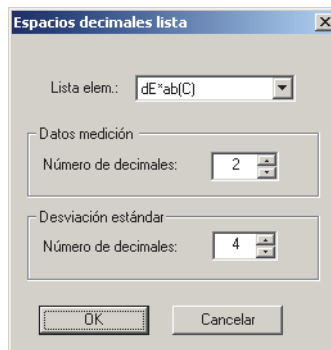 Espacios decimales lista
Lista elem.: dE*ab(C)
Datos medición
Número de decimales: 2
Desviación estándar
Número de decimales: 4
OK Cancelar